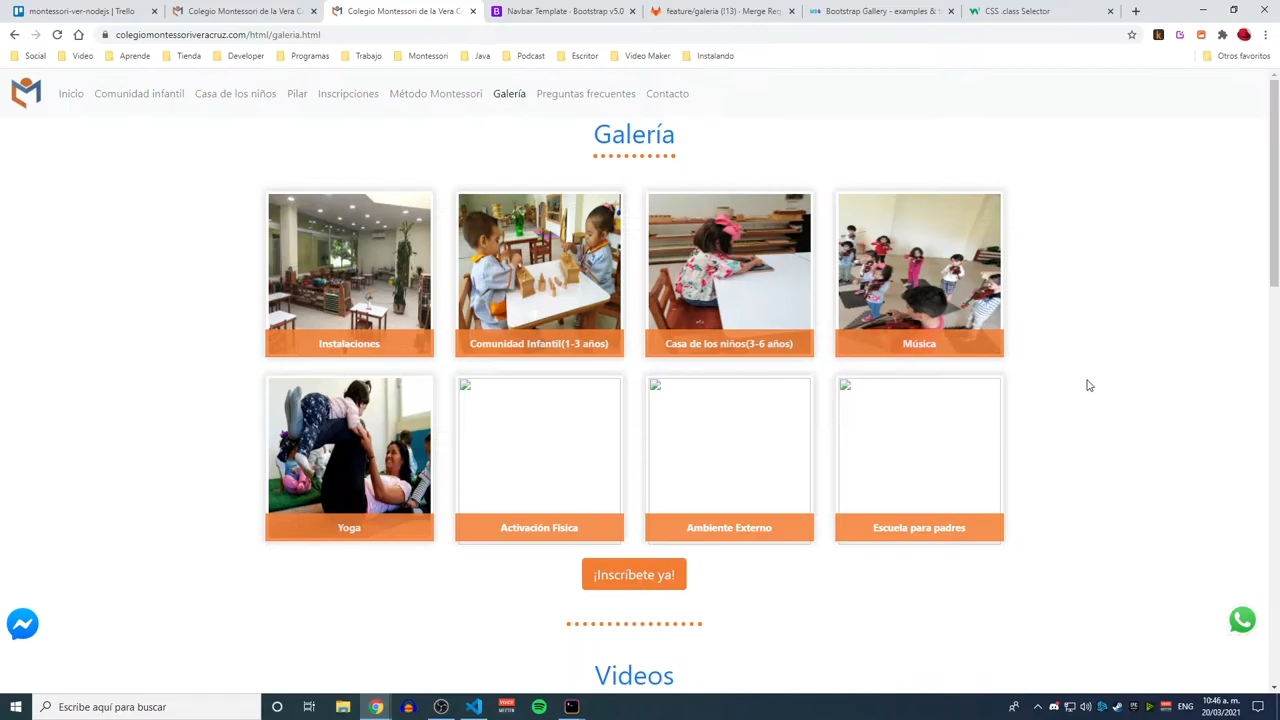 montessori-ver-nodejs | Trello
Colegio Montessori de la Vera C
Colegio Montessori de la Vera C
Navbar Template · Bootstrap v5.0
feature/galeria (!13) · Merge Req
Bootstrap Gallery - examples & t
CSS .class Selector
colegiomontessoriveracruz.com/html/galeria.html
Social
Video
Aprende
Tienda
Developer
Programas
Trabajo
Montessori
Java
Podcast
Escritor
Video Maker
Instalando
Otros favoritos
Inicio
Comunidad infantil
Casa de los niños
Pilar
Inscripciones
Método Montessori
Galería
Preguntas frecuentes
Contacto
Galería
Instalaciones
Comunidad Infantil(1-3 años)
Casa de los niños(3-6 años)
Música
Yoga
Activación Fisica
Ambiente Externo
Escuela para padres
¡Inscríbete ya!
Videos
Escribe aquí para buscar
ENG
10:46 a. m.
20/03/2021